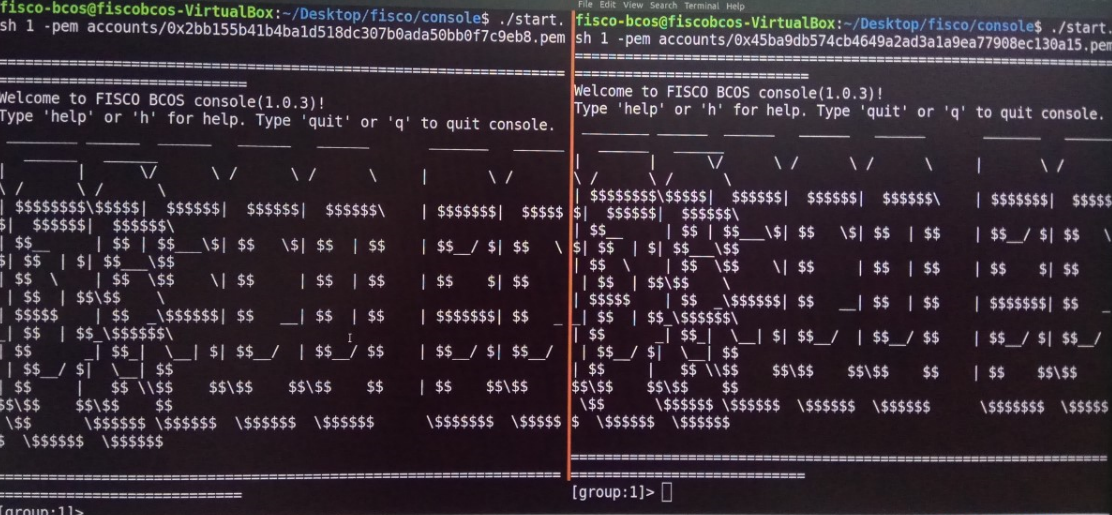 fisco-bcos@fiscobcos-VirtualBox:~/Desktop/fisco/console$ ./start.
sh 1 -pem accounts/0x2bb155b41b4ba1d518dc307b0ada50bb0f7c9eb8.pem
Welcome to FISCO BCOS console(1.0.3)!
Type 'help' or 'h' for help. Type 'quit' or 'q' to quit console.
[group:1]>
File Edit View Search Terminal Help
fisco-bcos@fiscobcos-VirtualBox:~/Desktop/fisco/console$ ./start.
sh 1 -pem accounts/0x45ba9db574cb4649a2ad3a1a9ea77908ec130a15.pem
Welcome to FISCO BCOS console(1.0.3)!
Type 'help' or 'h' for help. Type 'quit' or 'q' to quit console.
[group:1]>